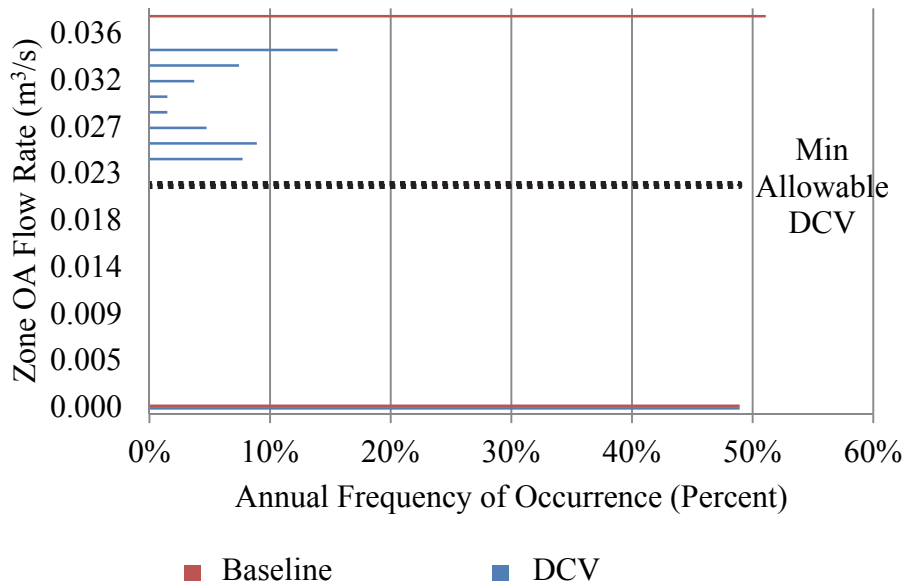 Zone OA Flow Rate (m³/s)
0.036
0.032
0.027
0.023
0.018
0.014
0.009
0.005
0.000
Min
Allowable
DCV
0% 10% 20% 30% 40% 50% 60%
Annual Frequency of Occurrence (Percent)
Baseline DCV